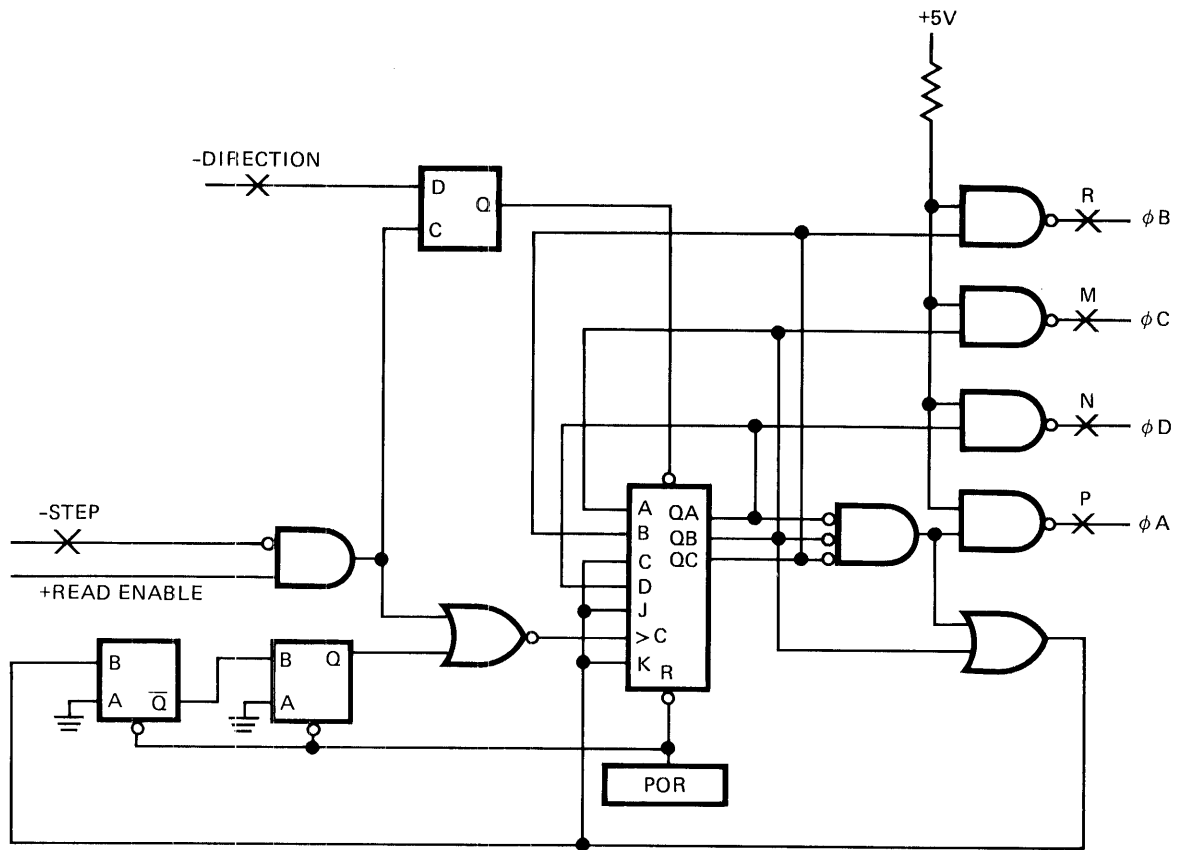 +5V
-DIRECTION
D
Q
C
R
φB
M
φC
N
φD
P
φA
-STEP
+READ ENABLE
A
QA
B
QB
C
QC
D
J
>C
K
R
B
A
Q̅
B
Q
A
POR